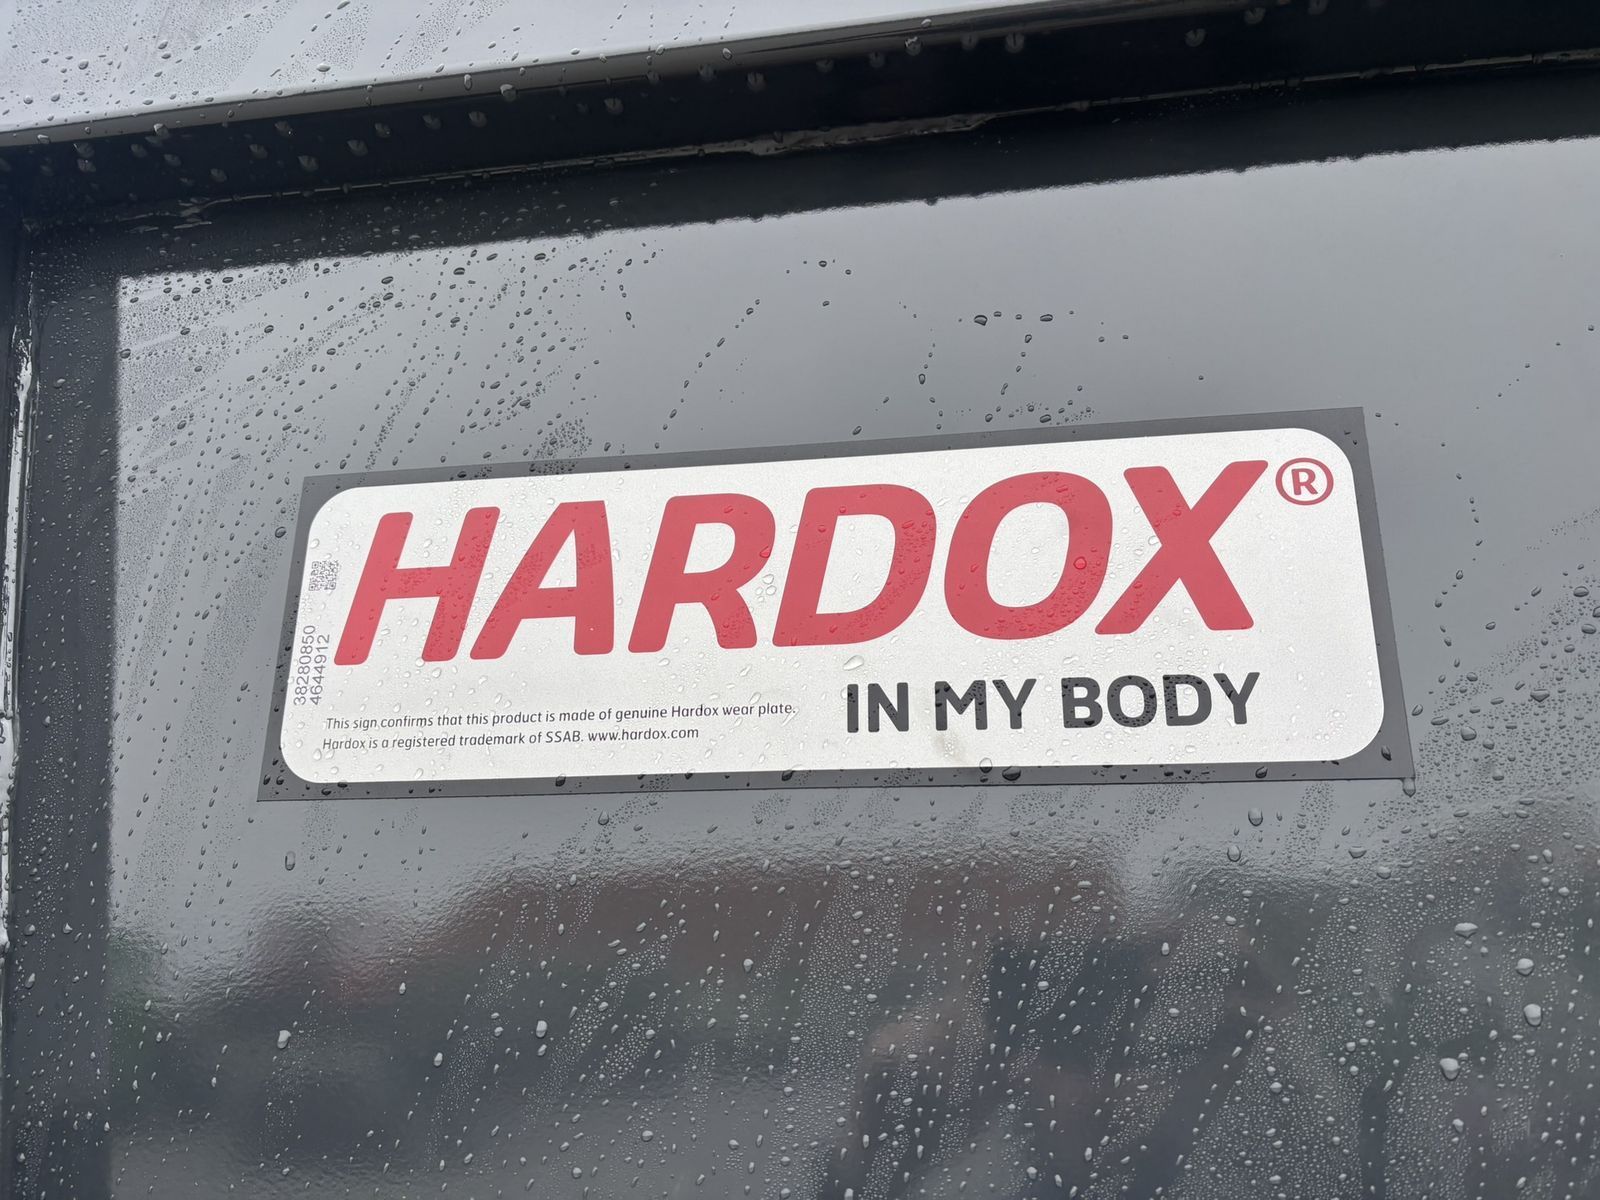 HARDOX®
IN MY BODY
38280850
4644912
This sign confirms that this product is made of genuine Hardox wear plate.
Hardox is a registered trademark of SSAB. www.hardox.com